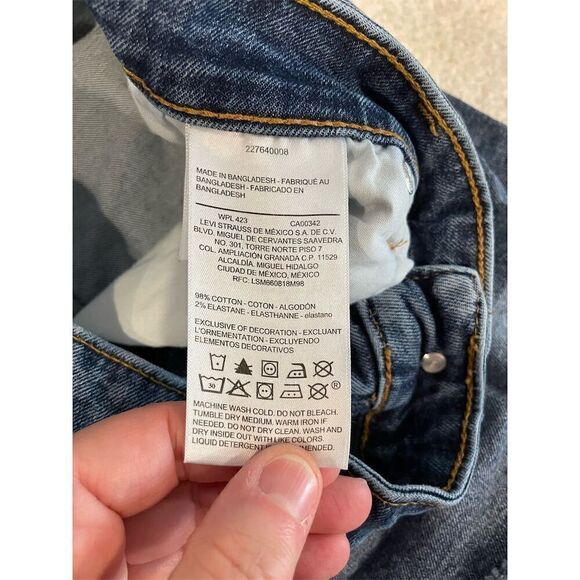 227640008
MADE IN BANGLADESH - FABRIQUÉ AU
BANGLADESH - FABRICADO EN
BANGLADESH
WPL 423 CA00342
LEVI STRAUSS DE MÉXICO S.A. DE C.V.
BLVD. MIGUEL DE CERVANTES SAAVEDRA
NO. 301, TORRE NORTE PISO 7
COL. AMPLIACIÓN GRANADA C.P. 11529
ALCALDÍA. MIGUEL HIDALGO
CIUDAD DE MÉXICO, MÉXICO
RFC: LSM660818M98
98% COTTON - COTON - ALGODÓN
2% ELASTANE - ELASTHANNE - elastano
EXCLUSIVE OF DECORATION - EXCLUANT
L'ORNEMENTATION - EXCLUYENDO
ELEMENTOS DECORATIVOS
30 ®
MACHINE WASH COLD. DO NOT BLEACH.
TUMBLE DRY MEDIUM. WARM IRON IF
NEEDED. DO NOT DRY CLEAN. WASH AND
DRY INSIDE OUT WITH LIKE COLORS.
LIQUID DETERGENT